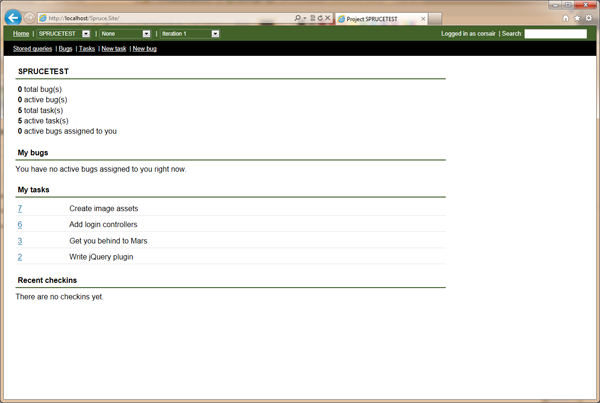 http://localhost/Spruce.Site/
Project SPRUCETEST
Home | SPRUCETEST | None | Iteration 1 Logged in as corsair | Search:
Stored queries | Bugs | Tasks | New task | New bug
SPRUCETEST
0 total bug(s)
0 active bug(s)
5 total task(s)
5 active task(s)
0 active bugs assigned to you
My bugs
You have no active bugs assigned to you right now.
My tasks
7 Create image assets
6 Add login controllers
3 Get you behind to Mars
2 Write jQuery plugin
Recent checkins
There are no checkins yet.